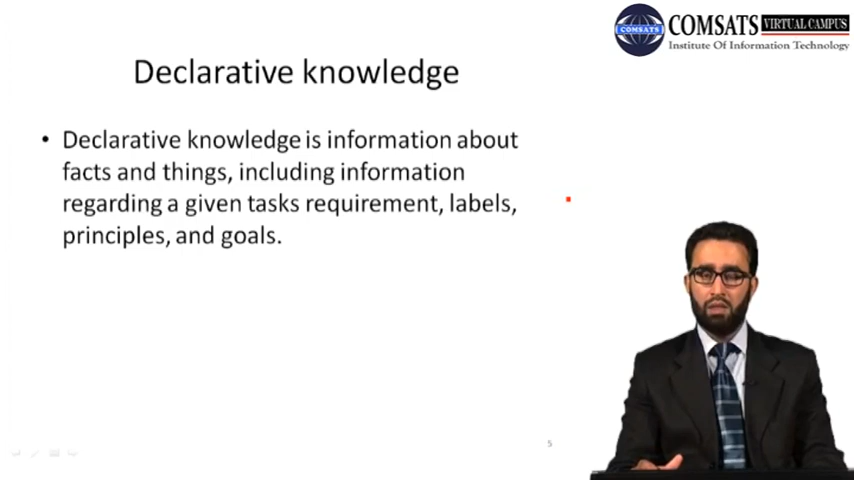 COMSATS VIRTUAL CAMPUS
COMSATS
Institute Of Information Technology
Declarative knowledge
• Declarative knowledge is information about
facts and things, including information
regarding a given tasks requirement, labels,
principles, and goals.
5